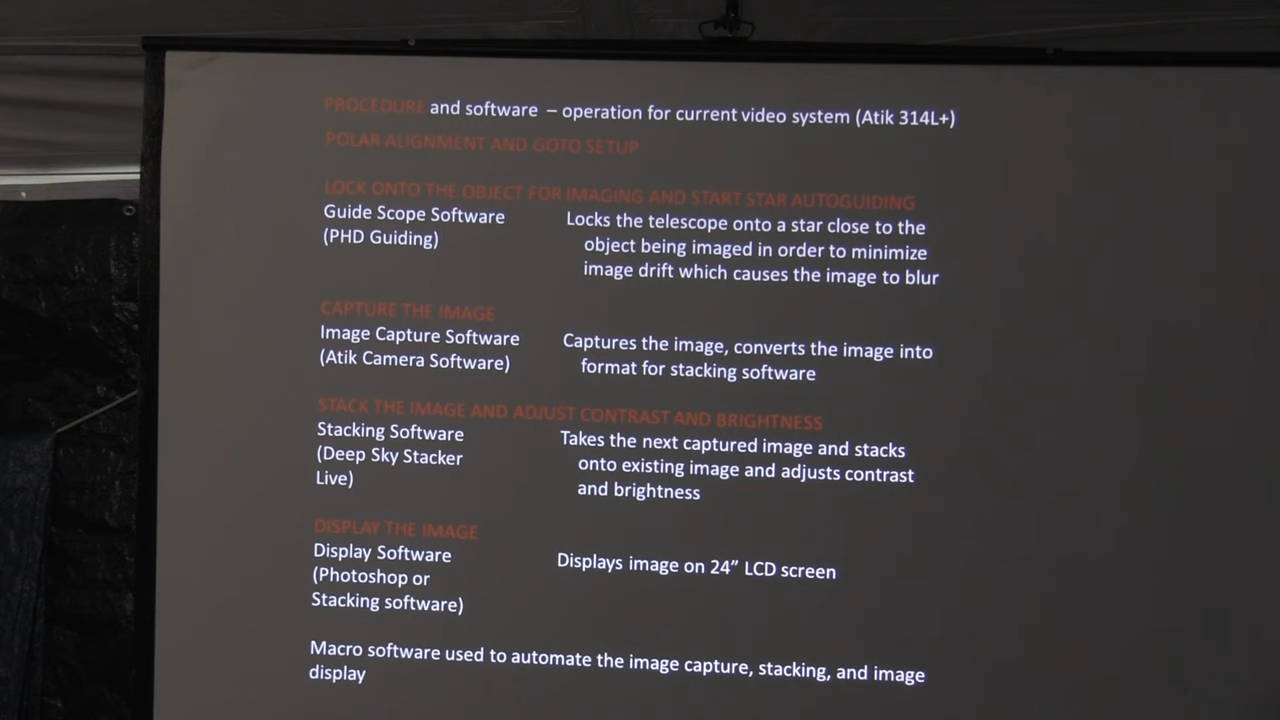 PROCEDURE and software – operation for current video system (Atik 314L+)
POLAR ALIGNMENT AND GOTO SETUP
LOCK ONTO THE OBJECT FOR IMAGING AND START STAR AUTOGUIDING
Guide Scope Software
(PHD Guiding)
Locks the telescope onto a star close to the
object being imaged in order to minimize
image drift which causes the image to blur
CAPTURE THE IMAGE
Image Capture Software
(Atik Camera Software)
Captures the image, converts the image into
format for stacking software
STACK THE IMAGE AND ADJUST CONTRAST AND BRIGHTNESS
Stacking Software
(Deep Sky Stacker
Live)
Takes the next captured image and stacks
onto existing image and adjusts contrast
and brightness
DISPLAY THE IMAGE
Display Software
(Photoshop or
Stacking software)
Displays image on 24” LCD screen
Macro software used to automate the image capture, stacking, and image
display